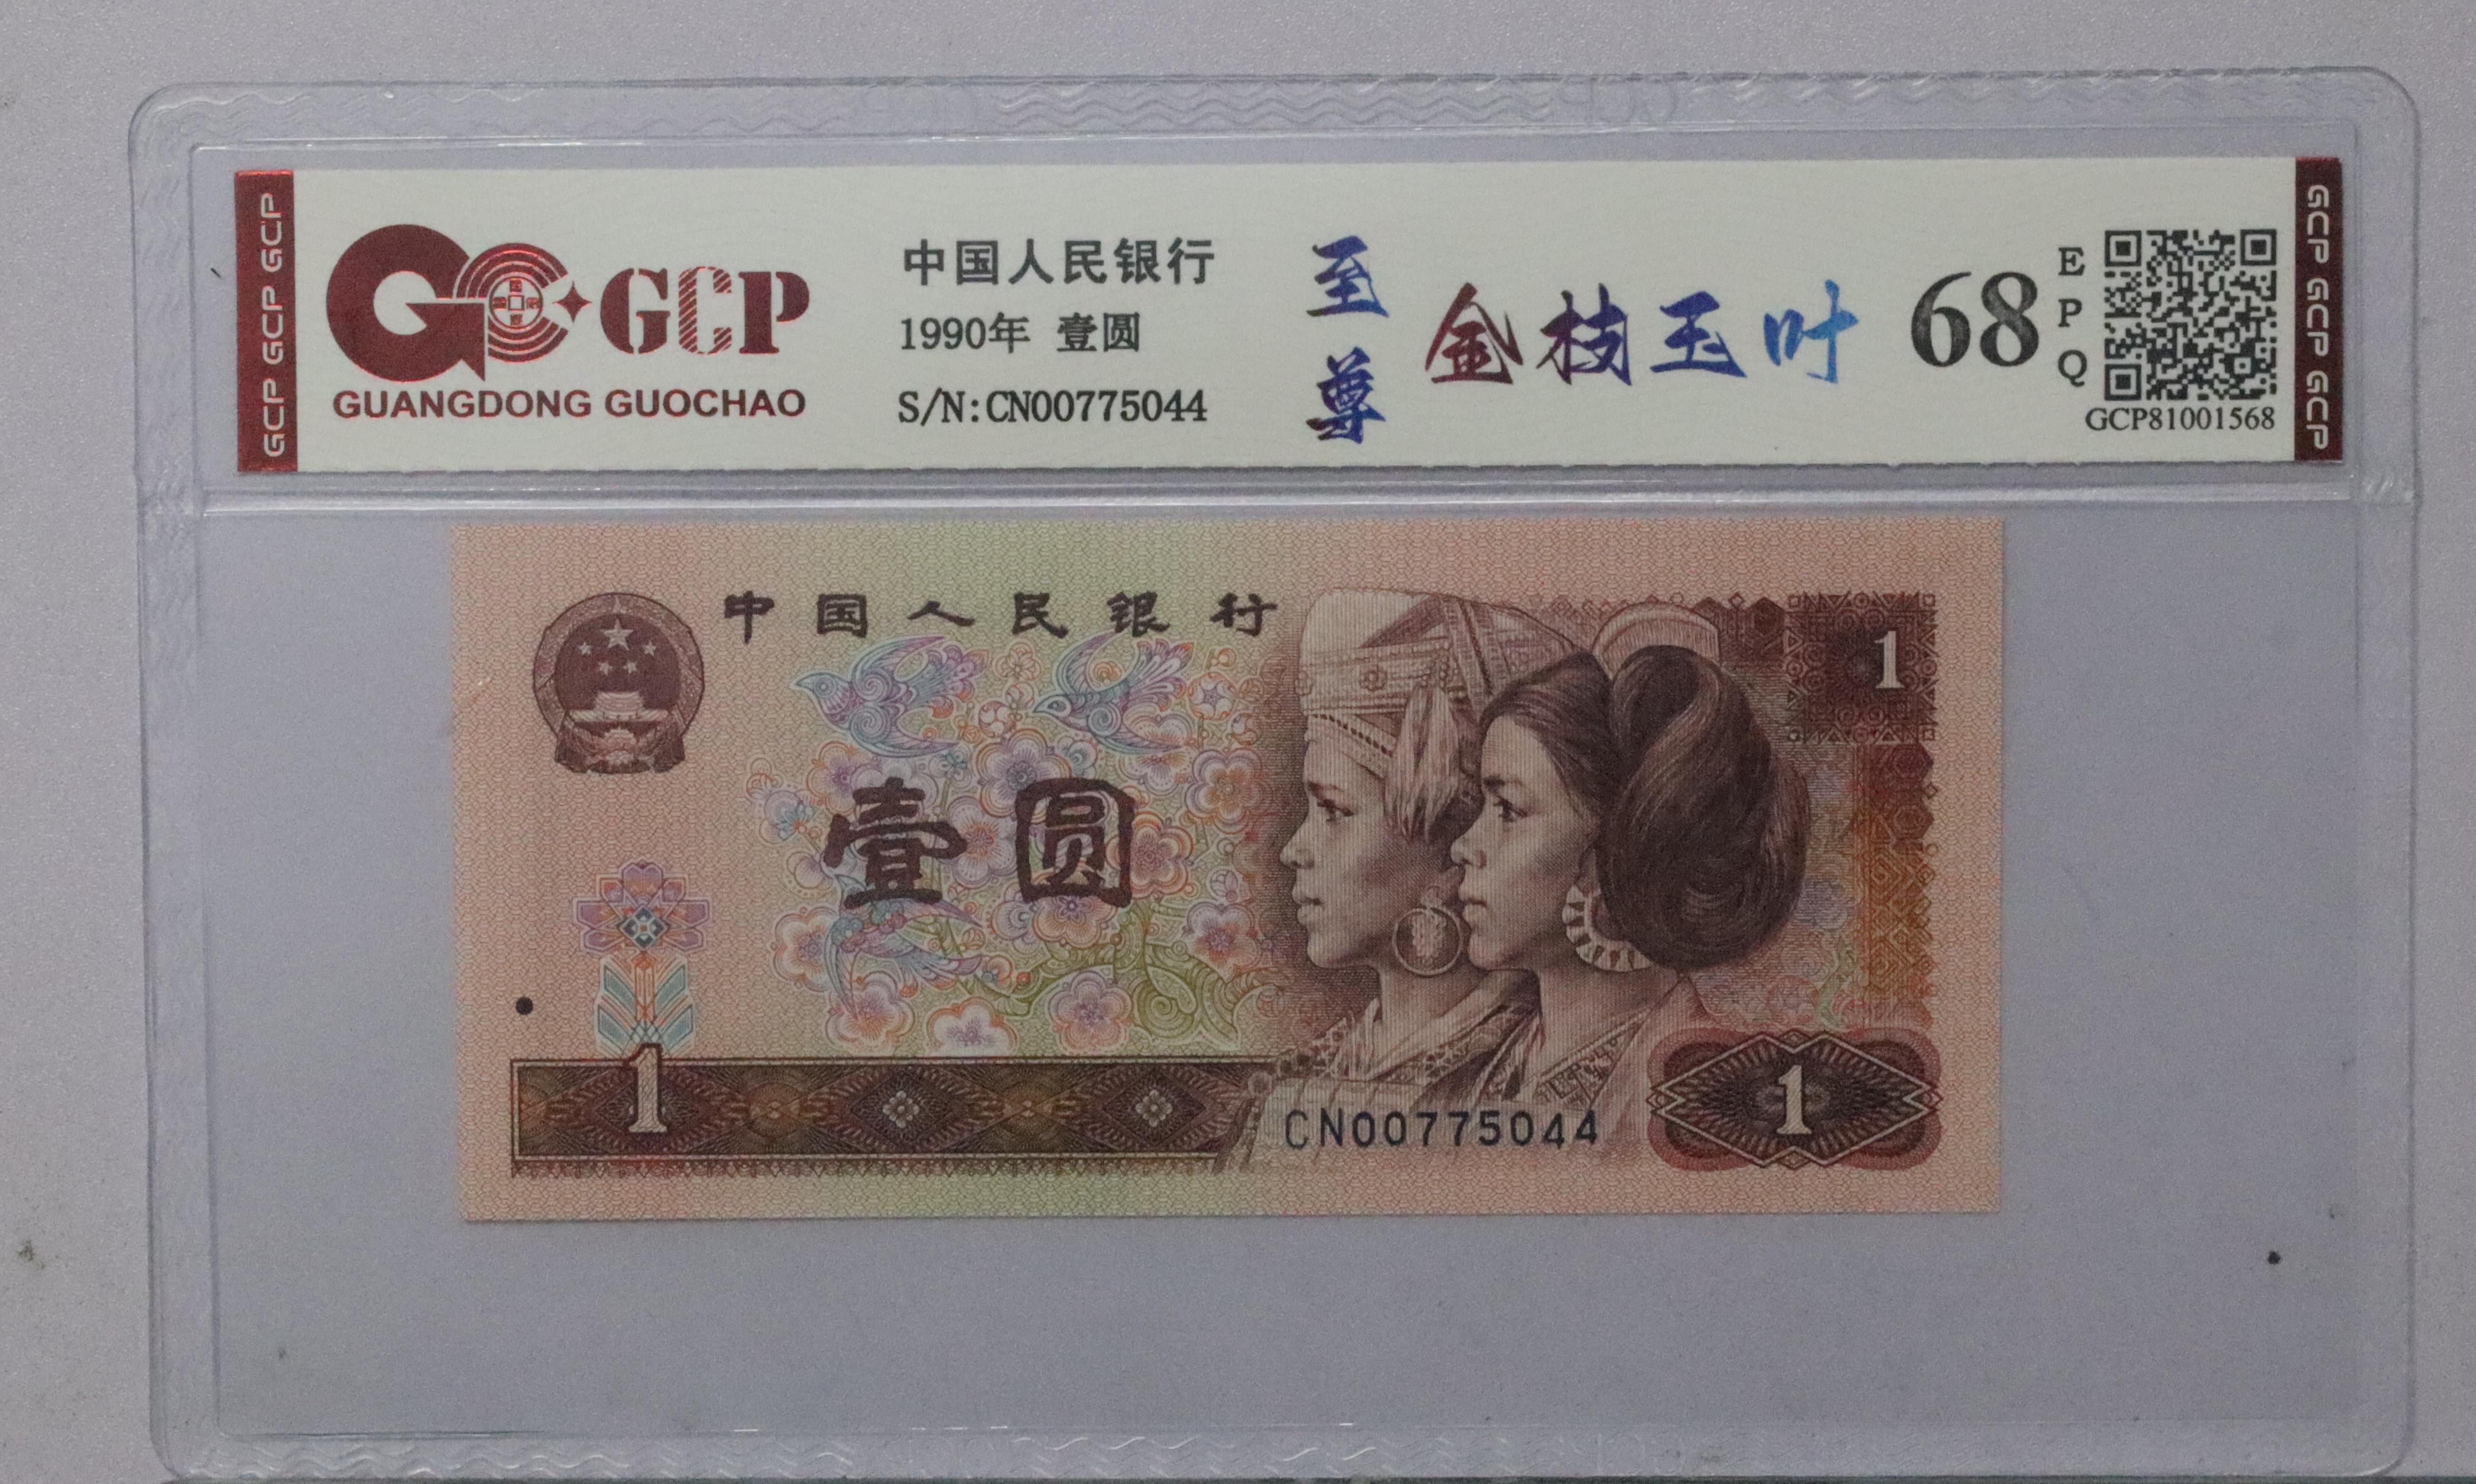 GCP GCP GCP
GCP
GUANGDONG GUOCHAO
中国人民银行
1990年 壹圆
S/N:CN00775044
至尊
金枝玉叶
68
EPQ
GCP81001568
GCP GCP GCP
中国人民银行
1
壹圆
1
CN00775044
1